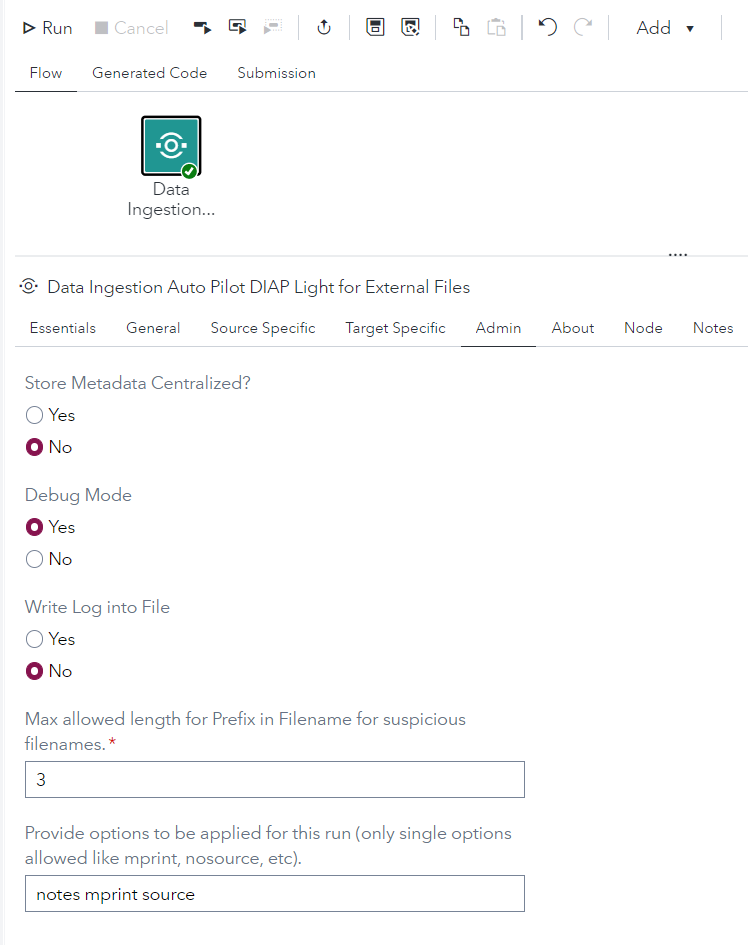 Run Cancel Add
Flow Generated Code Submission
Data
Ingestion...
Data Ingestion Auto Pilot DIAP Light for External Files
Essentials General Source Specific Target Specific Admin About Node Notes
Store Metadata Centralized?
Yes
No
Debug Mode
Yes
No
Write Log into File
Yes
No
Max allowed length for Prefix in Filename for suspicious
filenames.*
3
Provide options to be applied for this run (only single options
allowed like mprint, nosource, etc).
notes mprint source